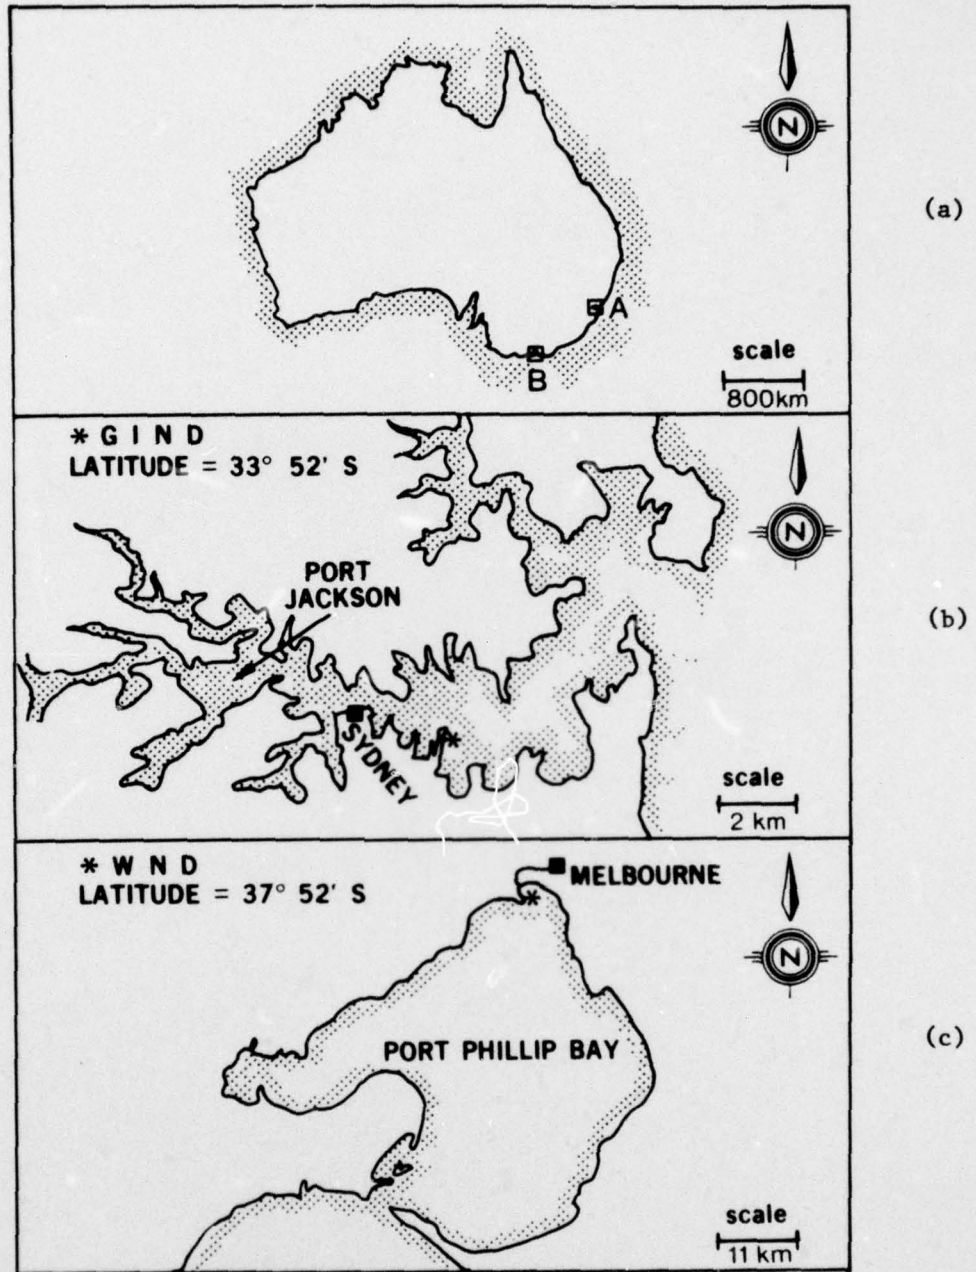 N
(a)
A
B
scale
800km
* G I N D
LATITUDE = 33° 52' S
N
PORT
JACKSON
(b)
*
SYDNEY
scale
2 km
* W N D
LATITUDE = 37° 52' S
MELBOURNE
*
N
(c)
PORT PHILLIP BAY
scale
11 km